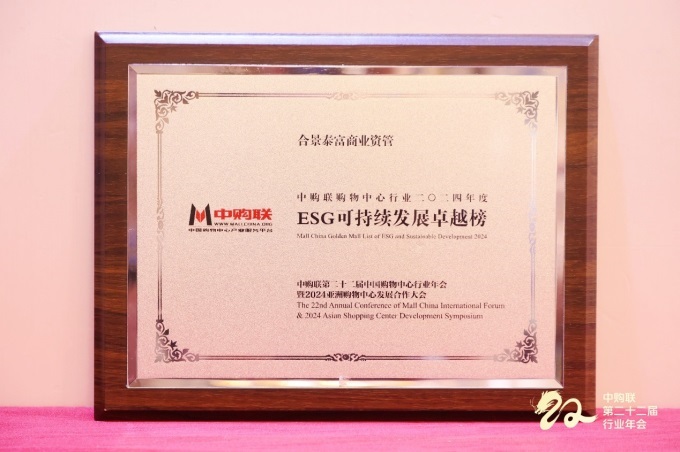 合景泰富商业资管
中购联购物中心行业二〇二四年度
ESG可持续发展卓越榜
Mall China Golden Mall List of ESG and Sustainable Development 2024
中购联
WWW.MALLCHINA.ORG
中国购物中心产业服务平台
中购联第二十二届中国购物中心行业年会
暨2024亚洲购物中心发展合作大会
The 22nd Annual Conference of Mall China International Forum
& 2024 Asian Shopping Center Development Symposium
中购联
第二十二届
行业年会